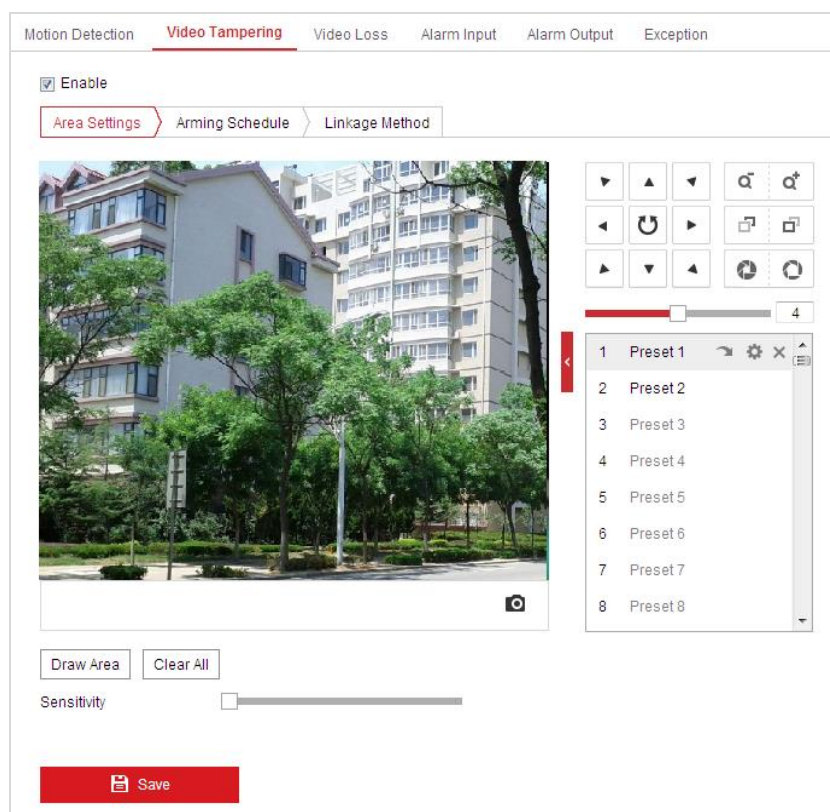 Motion Detection Video Tampering Video Loss Alarm Input Alarm Output Exception
Enable
Area Settings Arming Schedule Linkage Method
4
1 Preset 1
2 Preset 2
3 Preset 3
4 Preset 4
5 Preset 5
6 Preset 6
7 Preset 7
8 Preset 8
Draw Area Clear All
Sensitivity
Save